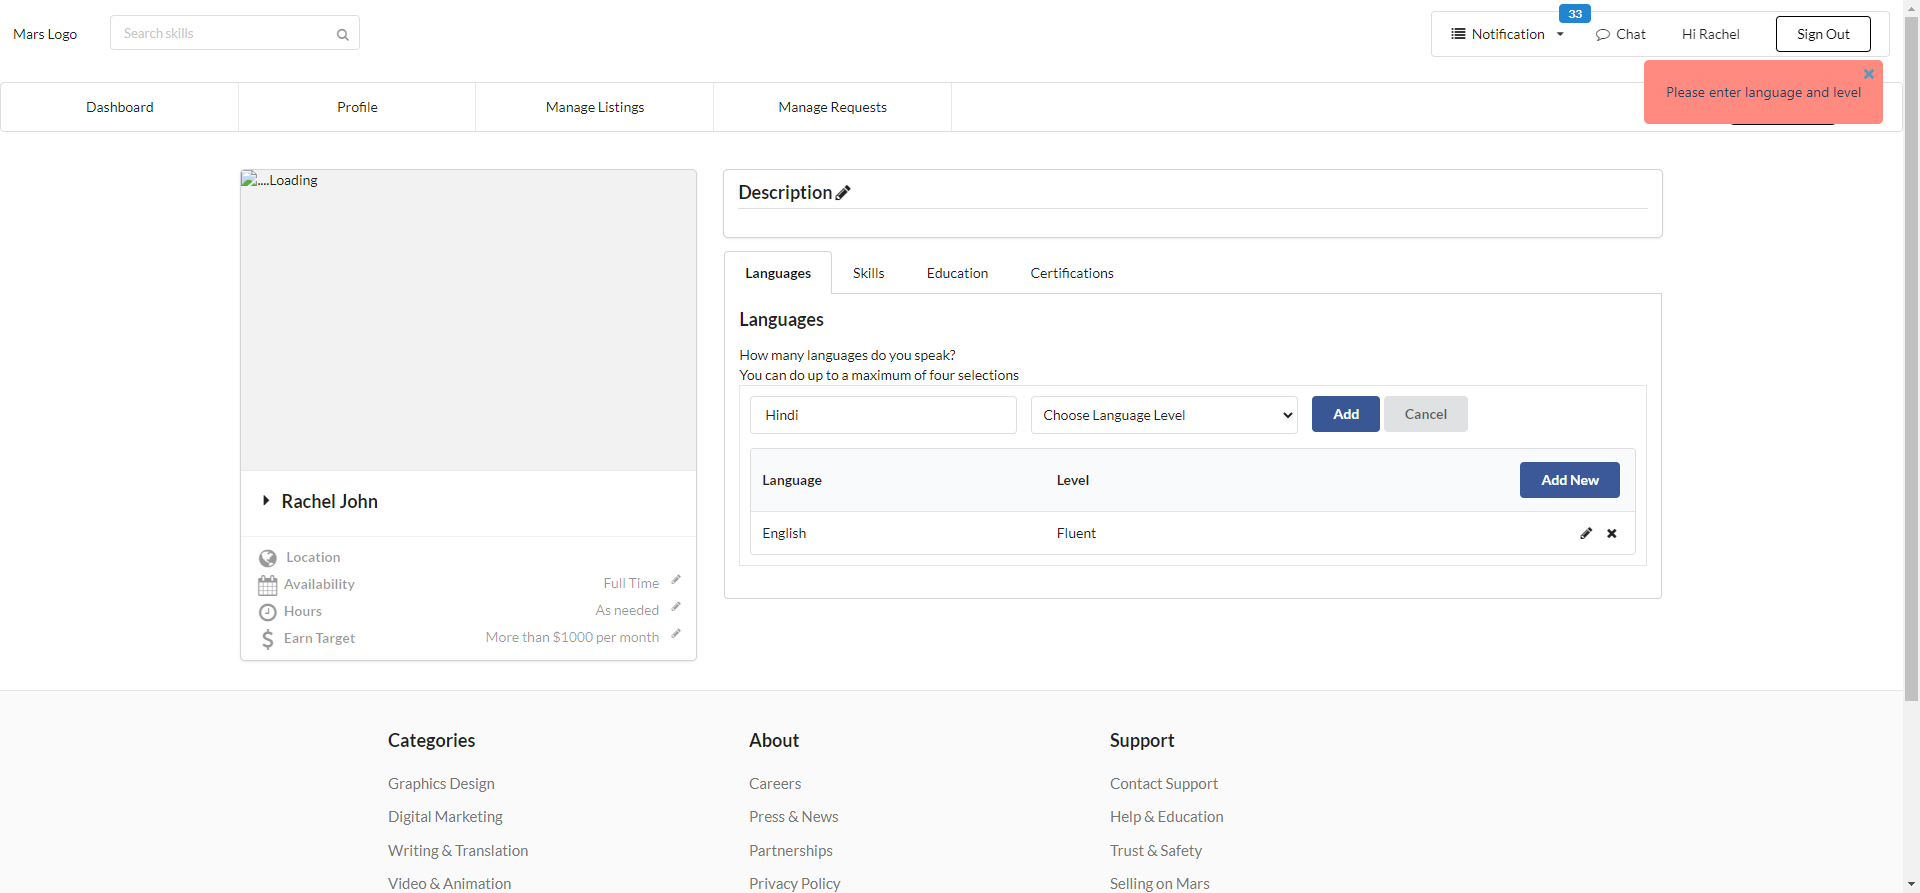 Mars Logo
Search skills
33
Notification
Chat
Hi Rachel
Sign Out
Please enter language and level
Dashboard
Profile
Manage Listings
Manage Requests
....Loading
Description
Languages
Skills
Education
Certifications
Languages
How many languages do you speak?
You can do up to a maximum of four selections
Hindi
Choose Language Level
Add
Cancel
Language
Level
Add New
English
Fluent
Rachel John
Location
Availability
Full Time
Hours
As needed
Earn Target
More than $1000 per month
Categories
Graphics Design
Digital Marketing
Writing & Translation
Video & Animation
About
Careers
Press & News
Partnerships
Privacy Policy
Support
Contact Support
Help & Education
Trust & Safety
Selling on Mars